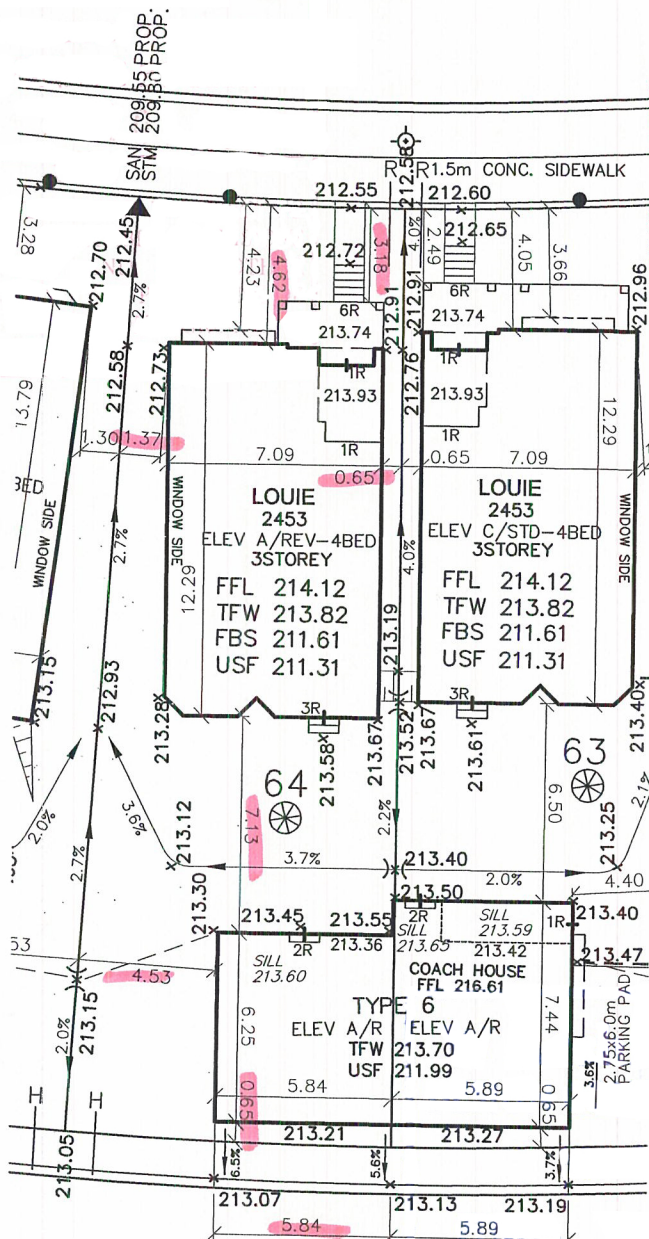 SAN 209.55 PROP.
STM 209.80 PROP.
R R 1.5m CONC. SIDEWALK
212.58
212.55
212.60
3.28
212.70
212.45
2.7%
4.23
4.62
212.72
3.18
4.0%
2.49
212.65
4.05
3.66
6R
213.74
212.91
212.91
6R
213.74
212.96
212.58
212.73
1R
212.76
1R
13.79
213.93
213.93
12.29
1R
1R
1.30
1.37
7.09
0.65
0.65
7.09
BED
WINDOW SIDE
2.7%
WINDOW SIDE
12.29
LOUIE
2453
ELEV A/REV-4BED
3STOREY
FFL 214.12
TFW 213.82
FBS 211.61
USF 211.31
4.0%
213.19
LOUIE
2453
ELEV C/STD-4BED
3STOREY
FFL 214.12
TFW 213.82
FBS 211.61
USF 211.31
WINDOW SIDE
213.15
212.93
213.28
3R
213.58
213.67
213.52
213.67
3R
213.61
213.40
64
63
2.0%
3.6%
2.7%
213.12
7.13
2.2%
6.50
213.25
2.1%
3.7%
213.40
2.0%
213.30
213.50
4.40
213.45
213.55
2R
213.36
2R
SILL
213.65
SILL
213.59
213.42
1R
213.40
213.47
53
4.53
SILL
213.60
COACH HOUSE
FFL 216.61
213.15
2.0%
6.25
TYPE 6
ELEV A/R ELEV A/R
TFW 213.70
USF 211.99
7.44
2.75x6.0m
PARKING PAD
3.6%
5.84
5.89
H H
0.65
0.65
213.05
213.21
213.27
6.5%
5.6%
3.7%
213.07
213.13
213.19
5.84
5.89